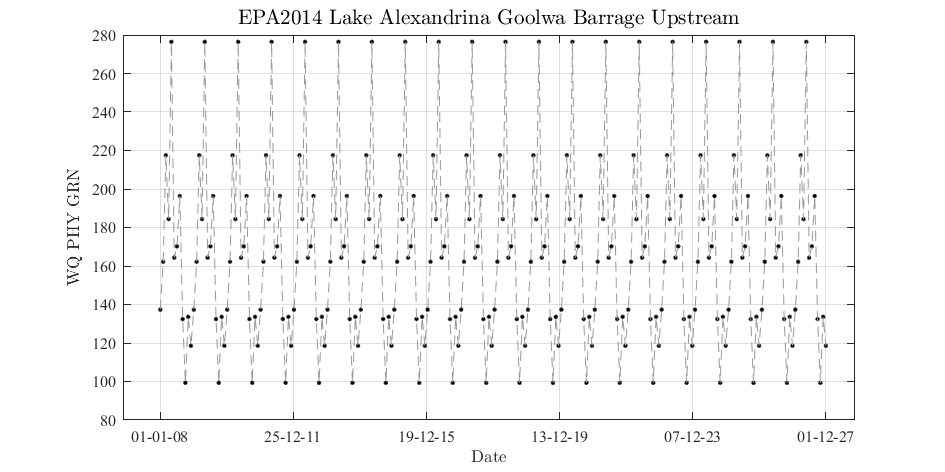 EPA2014 Lake Alexandrina Goolwa Barrage Upstream
WQ PHY GRN
280
260
240
220
200
180
160
140
120
100
80
01-01-08 25-12-11 19-12-15 13-12-19 07-12-23 01-12-27
Date